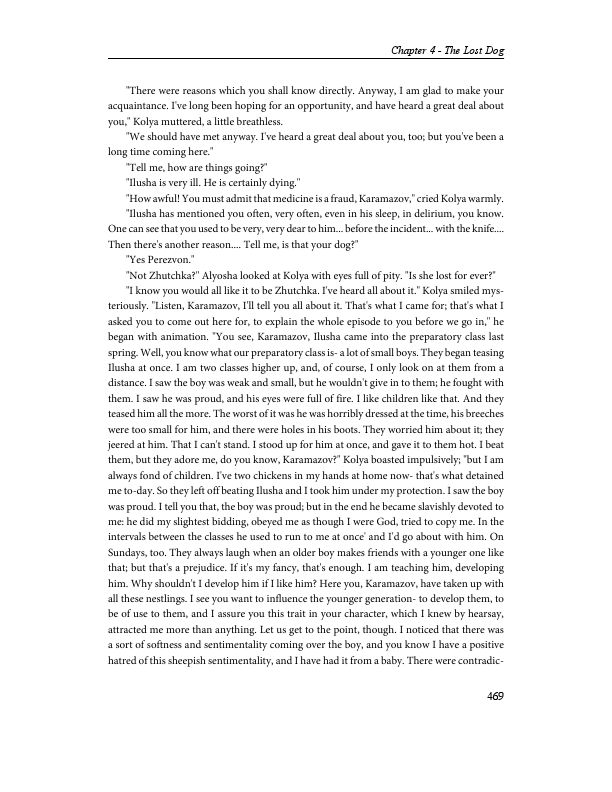 Chapter 4 - The Lost Dog
"There were reasons which you shall know directly. Anyway, I am glad to make your
acquaintance. I've long been hoping for an opportunity, and have heard a great deal about
you," Kolya muttered, a little breathless.
"We should have met anyway. I've heard a great deal about you, too; but you've been a
long time coming here."
"Tell me, how are things going?"
"Ilusha is very ill. He is certainly dying."
"How awful! You must admit that medicine is a fraud, Karamazov," cried Kolya warmly.
"Ilusha has mentioned you often, very often, even in his sleep, in delirium, you know.
One can see that you used to be very, very dear to him... before the incident... with the knife....
Then there's another reason.... Tell me, is that your dog?"
"Yes Perezvon."
"Not Zhutchka?" Alyosha looked at Kolya with eyes full of pity. "Is she lost for ever?"
"I know you would all like it to be Zhutchka. I've heard all about it." Kolya smiled mys-
teriously. "Listen, Karamazov, I'll tell you all about it. That's what I came for; that's what I
asked you to come out here for, to explain the whole episode to you before we go in," he
began with animation. "You see, Karamazov, Ilusha came into the preparatory class last
spring. Well, you know what our preparatory class is- a lot of small boys. They began teasing
Ilusha at once. I am two classes higher up, and, of course, I only look on at them from a
distance. I saw the boy was weak and small, but he wouldn't give in to them; he fought with
them. I saw he was proud, and his eyes were full of fire. I like children like that. And they
teased him all the more. The worst of it was he was horribly dressed at the time, his breeches
were too small for him, and there were holes in his boots. They worried him about it; they
jeered at him. That I can't stand. I stood up for him at once, and gave it to them hot. I beat
them, but they adore me, do you know, Karamazov?" Kolya boasted impulsively; "but I am
always fond of children. I've two chickens in my hands at home now- that's what detained
me to-day. So they left off beating Ilusha and I took him under my protection. I saw the boy
was proud. I tell you that, the boy was proud; but in the end he became slavishly devoted to
me: he did my slightest bidding, obeyed me as though I were God, tried to copy me. In the
intervals between the classes he used to run to me at once' and I'd go about with him. On
Sundays, too. They always laugh when an older boy makes friends with a younger one like
that; but that's a prejudice. If it's my fancy, that's enough. I am teaching him, developing
him. Why shouldn't I develop him if I like him? Here you, Karamazov, have taken up with
all these nestlings. I see you want to influence the younger generation- to develop them, to
be of use to them, and I assure you this trait in your character, which I knew by hearsay,
attracted me more than anything. Let us get to the point, though. I noticed that there was
a sort of softness and sentimentality coming over the boy, and you know I have a positive
hatred of this sheepish sentimentality, and I have had it from a baby. There were contradic-
469